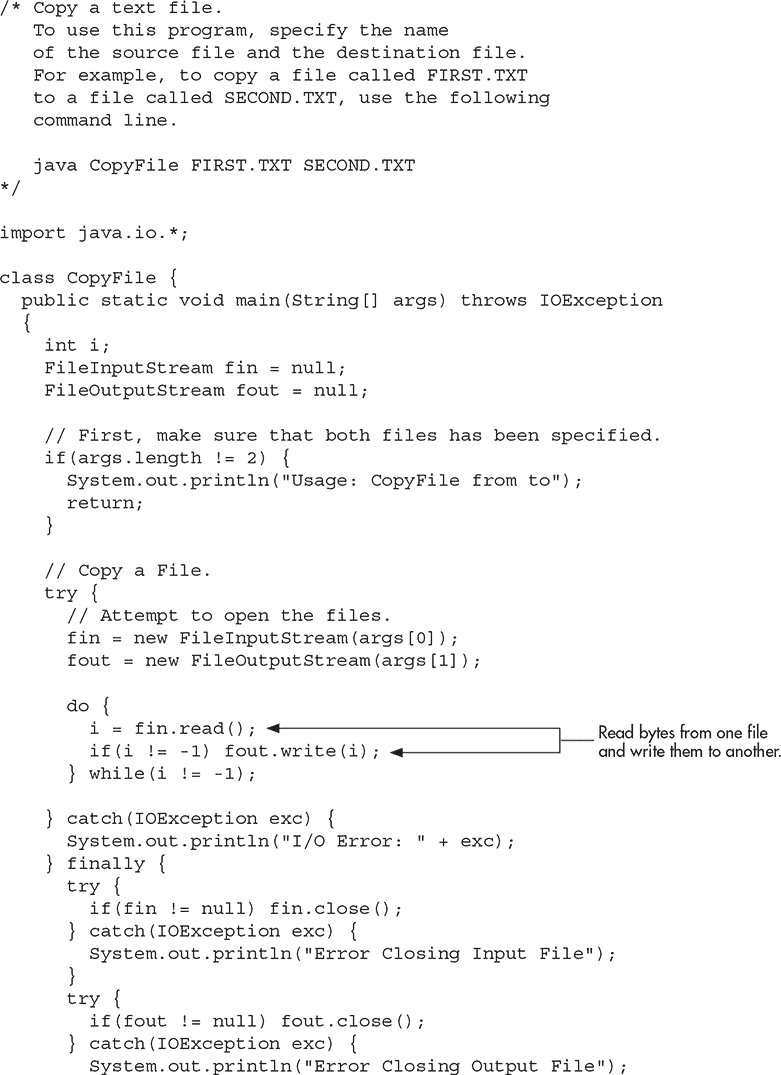 /* Copy a text file.
   To use this program, specify the name
   of the source file and the destination file.
   For example, to copy a file called FIRST.TXT
   to a file called SECOND.TXT, use the following
   command line.

   java CopyFile FIRST.TXT SECOND.TXT
*/

import java.io.*;

class CopyFile {
  public static void main(String[] args) throws IOException
  {
    int i;
    FileInputStream fin = null;
    FileOutputStream fout = null;

    // First, make sure that both files has been specified.
    if(args.length != 2) {
      System.out.println("Usage: CopyFile from to");
      return;
    }

    // Copy a File.
    try {
      // Attempt to open the files.
      fin = new FileInputStream(args[0]);
      fout = new FileOutputStream(args[1]);

      do {
        i = fin.read();
        if(i != -1) fout.write(i);
      } while(i != -1);
Read bytes from one file
and write them to another.

    } catch(IOException exc) {
      System.out.println("I/O Error: " + exc);
    } finally {
      try {
        if(fin != null) fin.close();
      } catch(IOException exc) {
        System.out.println("Error Closing Input File");
      }
      try {
        if(fout != null) fout.close();
      } catch(IOException exc) {
        System.out.println("Error Closing Output File");